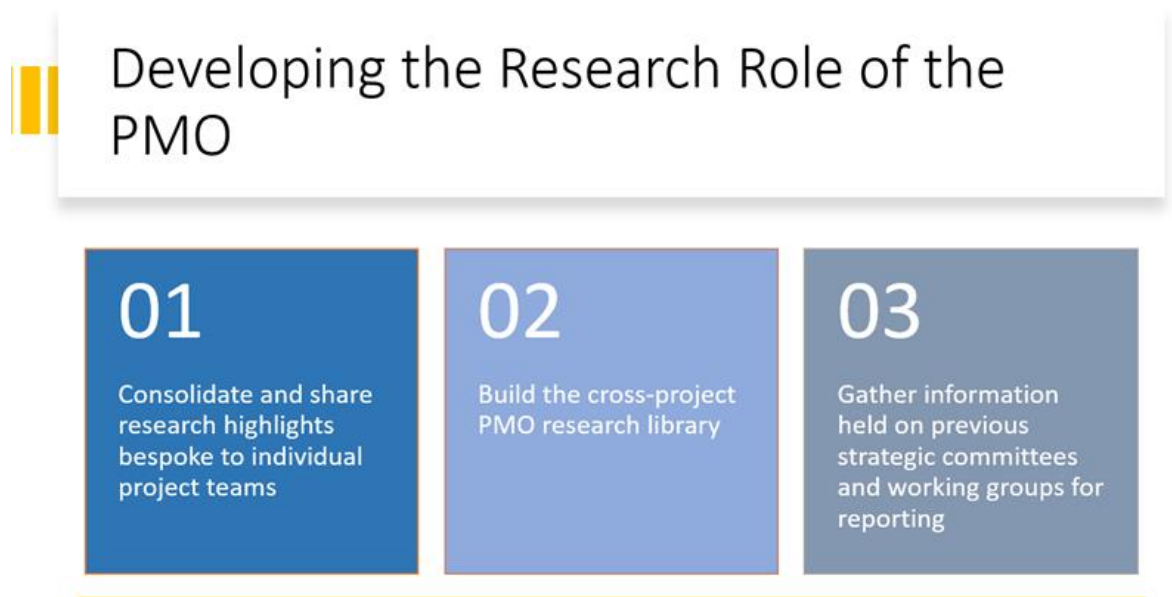 Developing the Research Role of the
PMO
01
Consolidate and share
research highlights
bespoke to individual
project teams
02
Build the cross-project
PMO research library
03
Gather information
held on previous
strategic committees
and working groups for
reporting